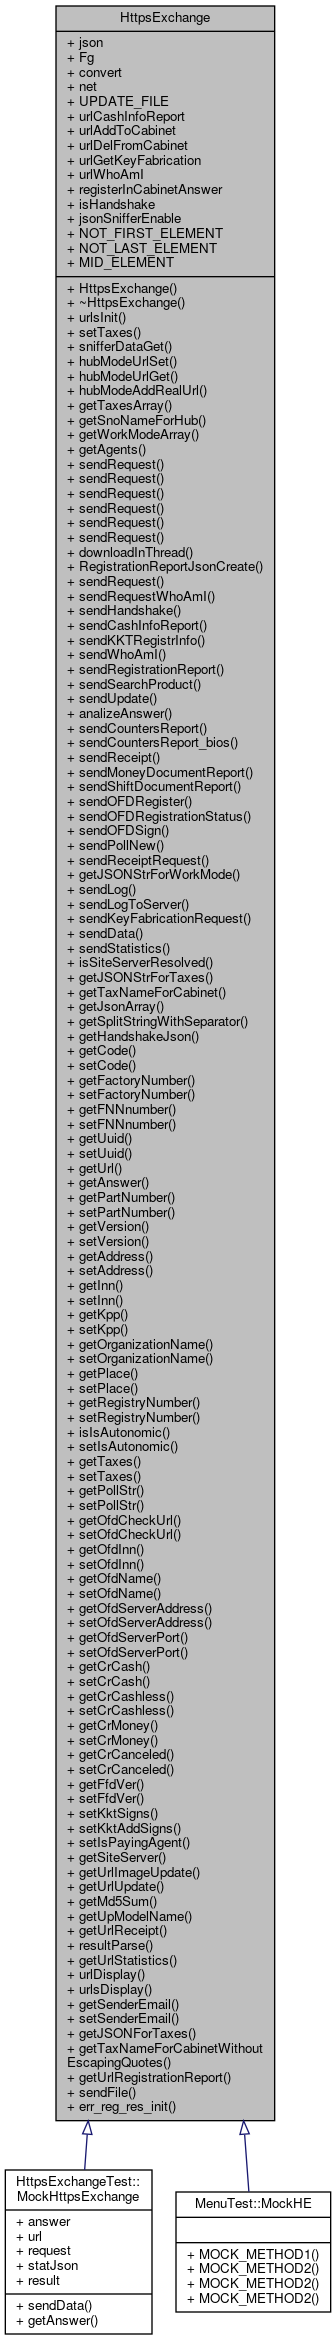 HttpsExchange
+ json
+ Fg
+ convert
+ net
+ UPDATE_FILE
+ urlCashInfoReport
+ urlAddToCabinet
+ urlDelFromCabinet
+ urlGetKeyFabrication
+ urlWhoAmI
+ registerInCabinetAnswer
+ isHandshake
+ jsonSnifferEnable
+ NOT_FIRST_ELEMENT
+ NOT_LAST_ELEMENT
+ MID_ELEMENT
+ HttpsExchange()
+ ~HttpsExchange()
+ urlsInit()
+ setTaxes()
+ snifferDataGet()
+ hubModeUrlSet()
+ hubModeUrlGet()
+ hubModeAddRealUrl()
+ getTaxesArray()
+ getSnoNameForHub()
+ getWorkModeArray()
+ getAgents()
+ sendRequest()
+ sendRequest()
+ sendRequest()
+ sendRequest()
+ sendRequest()
+ sendRequest()
+ downloadInThread()
+ RegistrationReportJsonCreate()
+ sendRequest()
+ sendRequestWhoAmI()
+ sendHandshake()
+ sendCashInfoReport()
+ sendKKTRegistrInfo()
+ sendWhoAmI()
+ sendRegistrationReport()
+ sendSearchProduct()
+ sendUpdate()
+ analizeAnswer()
+ sendCountersReport()
+ sendCountersReport_bios()
+ sendReceipt()
+ sendMoneyDocumentReport()
+ sendShiftDocumentReport()
+ sendOFDRegister()
+ sendOFDRegistrationStatus()
+ sendOFDSign()
+ sendPollNew()
+ sendReceiptRequest()
+ getJSONStrForWorkMode()
+ sendLog()
+ sendLogToServer()
+ sendKeyFabricationRequest()
+ sendData()
+ sendStatistics()
+ isSiteServerResolved()
+ getJSONStrForTaxes()
+ getTaxNameForCabinet()
+ getJsonArray()
+ getSplitStringWithSeparator()
+ getHandshakeJson()
+ getCode()
+ setCode()
+ getFactoryNumber()
+ setFactoryNumber()
+ getFNNnumber()
+ setFNNnumber()
+ getUuid()
+ setUuid()
+ getUrl()
+ getAnswer()
+ getPartNumber()
+ setPartNumber()
+ getVersion()
+ setVersion()
+ getAddress()
+ setAddress()
+ getInn()
+ setInn()
+ getKpp()
+ setKpp()
+ getOrganizationName()
+ setOrganizationName()
+ getPlace()
+ setPlace()
+ getRegistryNumber()
+ setRegistryNumber()
+ isIsAutonomic()
+ setIsAutonomic()
+ getTaxes()
+ setTaxes()
+ getPollStr()
+ setPollStr()
+ getOfdCheckUrl()
+ setOfdCheckUrl()
+ getOfdInn()
+ setOfdInn()
+ getOfdName()
+ setOfdName()
+ getOfdServerAddress()
+ setOfdServerAddress()
+ getOfdServerPort()
+ setOfdServerPort()
+ getCrCash()
+ setCrCash()
+ getCrCashless()
+ setCrCashless()
+ getCrMoney()
+ setCrMoney()
+ getCrCanceled()
+ setCrCanceled()
+ getFfdVer()
+ setFfdVer()
+ setKktSigns()
+ setKktAddSigns()
+ setIsPayingAgent()
+ getSiteServer()
+ getUrlImageUpdate()
+ getUrlUpdate()
+ getMd5Sum()
+ getUpModelName()
+ getUrlReceipt()
+ resultParse()
+ getUrlStatistics()
+ urlDisplay()
+ urlsDisplay()
+ getSenderEmail()
+ setSenderEmail()
+ getJSONForTaxes()
+ getTaxNameForCabinetWithout
EscapingQuotes()
+ getUrlRegistrationReport()
+ sendFile()
+ err_reg_res_init()
HttpsExchangeTest::
MockHttpsExchange
+ answer
+ url
+ request
+ statJson
+ result
+ sendData()
+ getAnswer()
MenuTest::MockHE
+ MOCK_METHOD1()
+ MOCK_METHOD2()
+ MOCK_METHOD2()
+ MOCK_METHOD2()